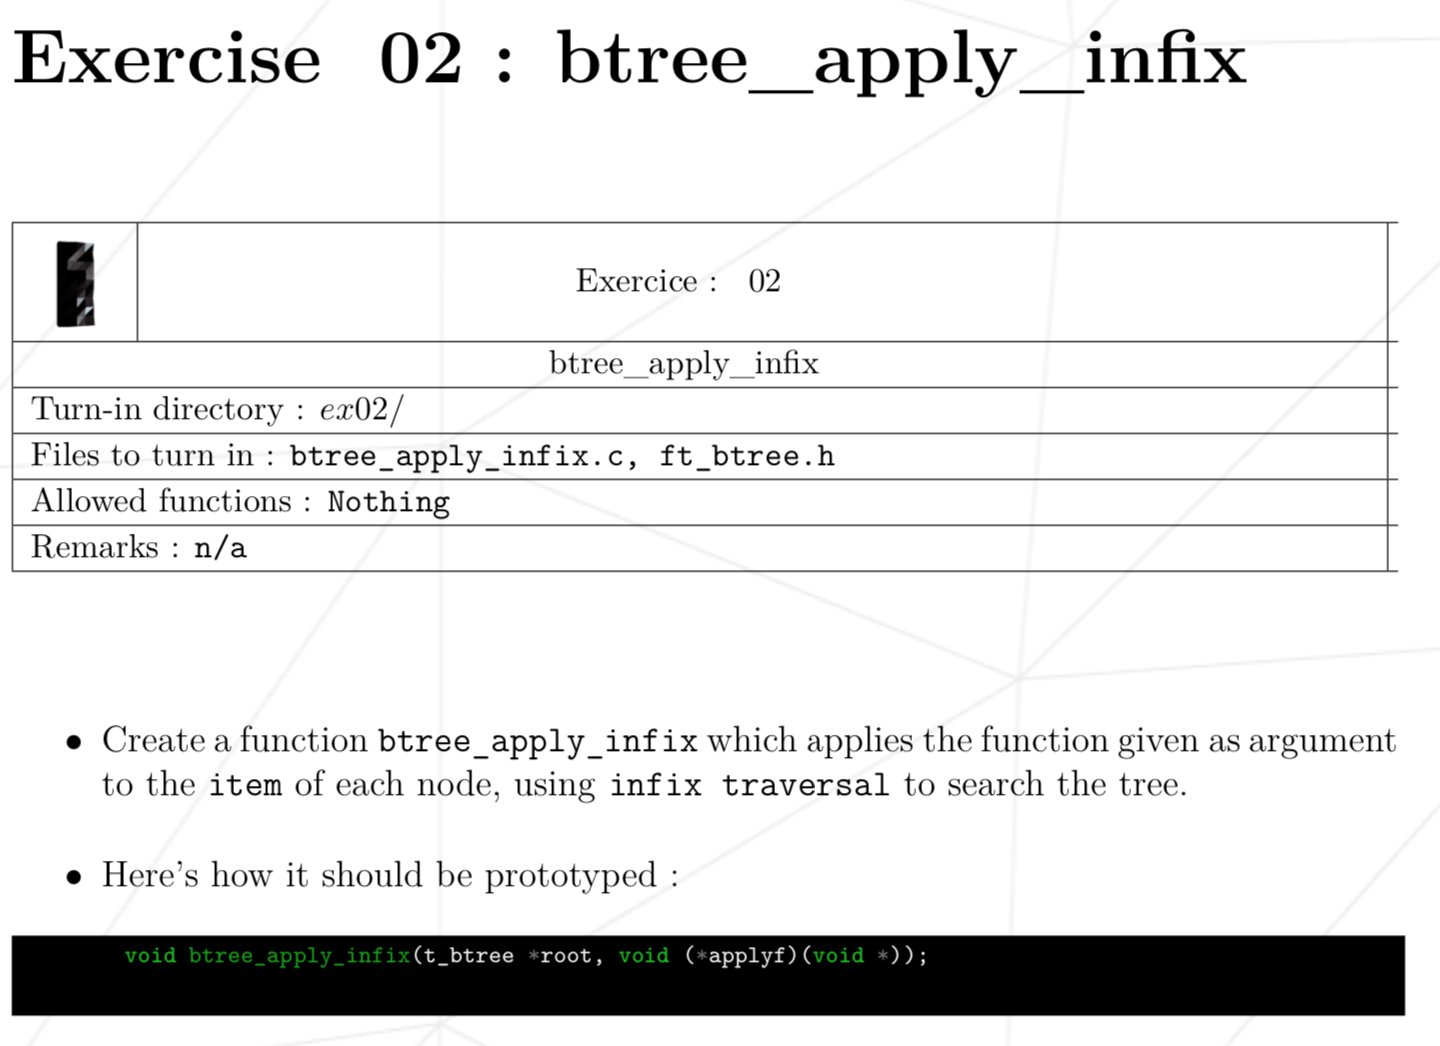 Exercise 02 : btree_apply_infix
Exercice : 02
btree_apply_infix
Turn-in directory : ex02/
Files to turn in : btree_apply_infix.c, ft_btree.h
Allowed functions : Nothing
Remarks : n/a
• Create a function btree_apply_infix which applies the function given as argument
to the item of each node, using infix traversal to search the tree.
• Here's how it should be prototyped :
void btree_apply_infix(t_btree *root, void (*applyf)(void *));